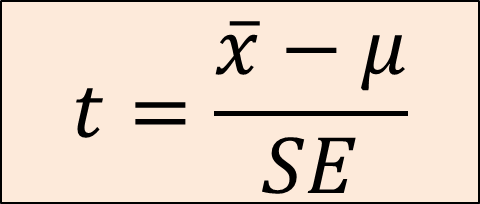 t = (x̄ − μ) / SE